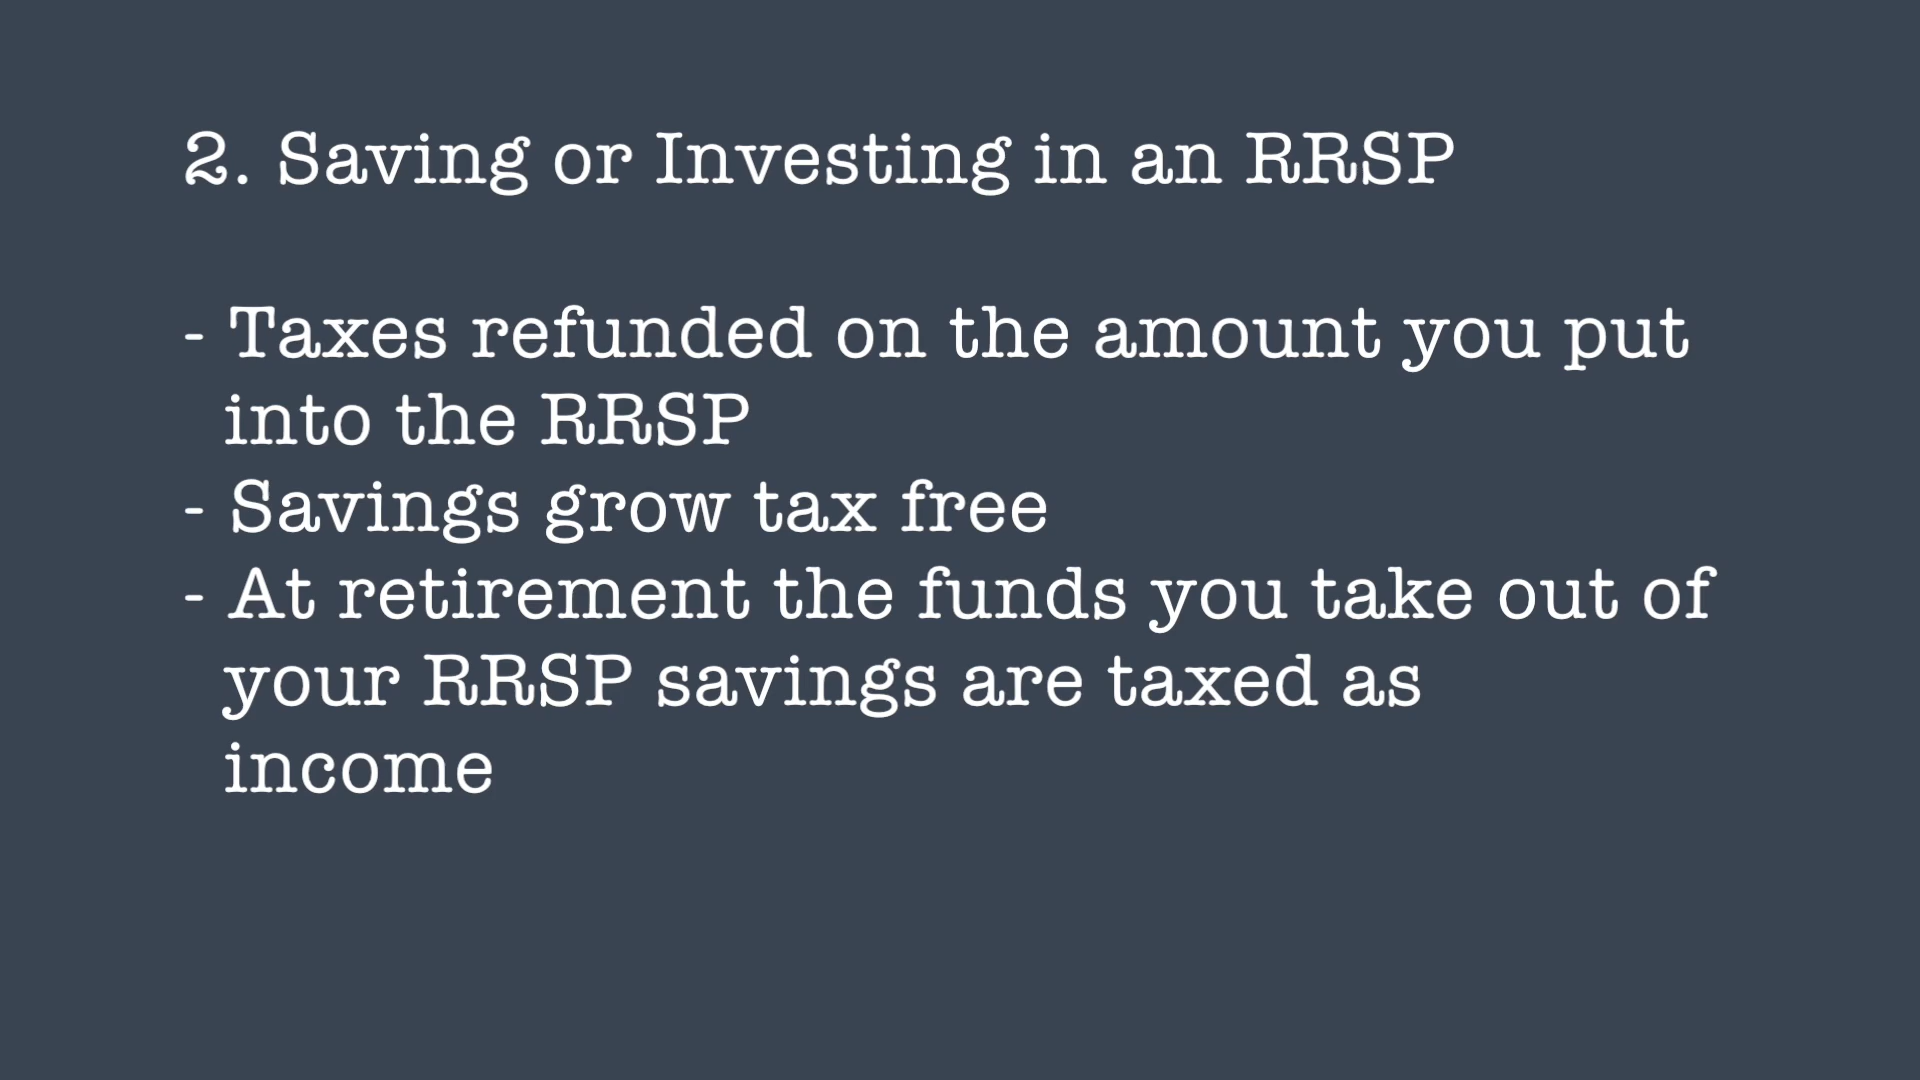 2. Saving or Investing in an RRSP
- Taxes refunded on the amount you put
into the RRSP
- Savings grow tax free
- At retirement the funds you take out of
your RRSP savings are taxed as
income